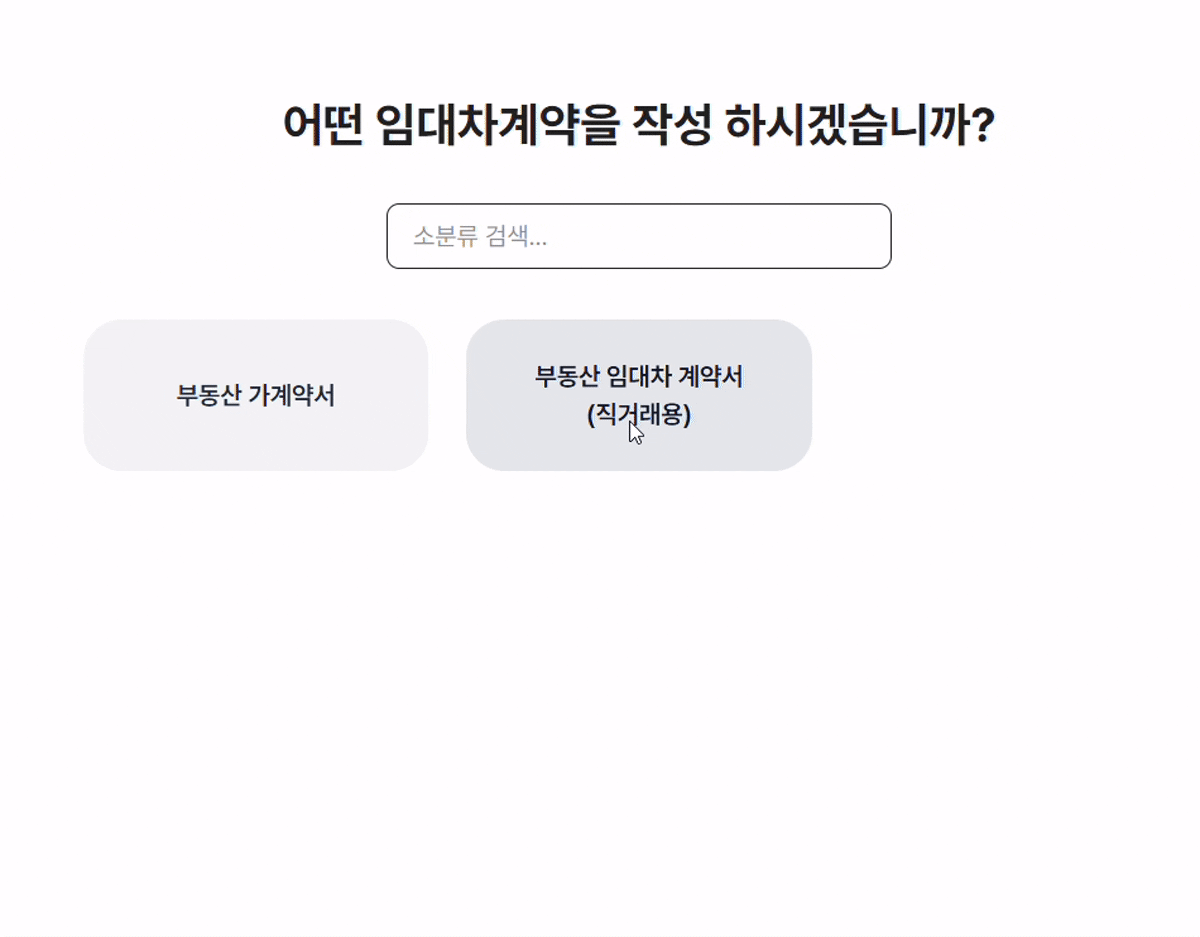 어떤 임대차계약을 작성 하시겠습니까?
소분류 검색...
부동산 가계약서
부동산 임대차 계약서
(직거래용)